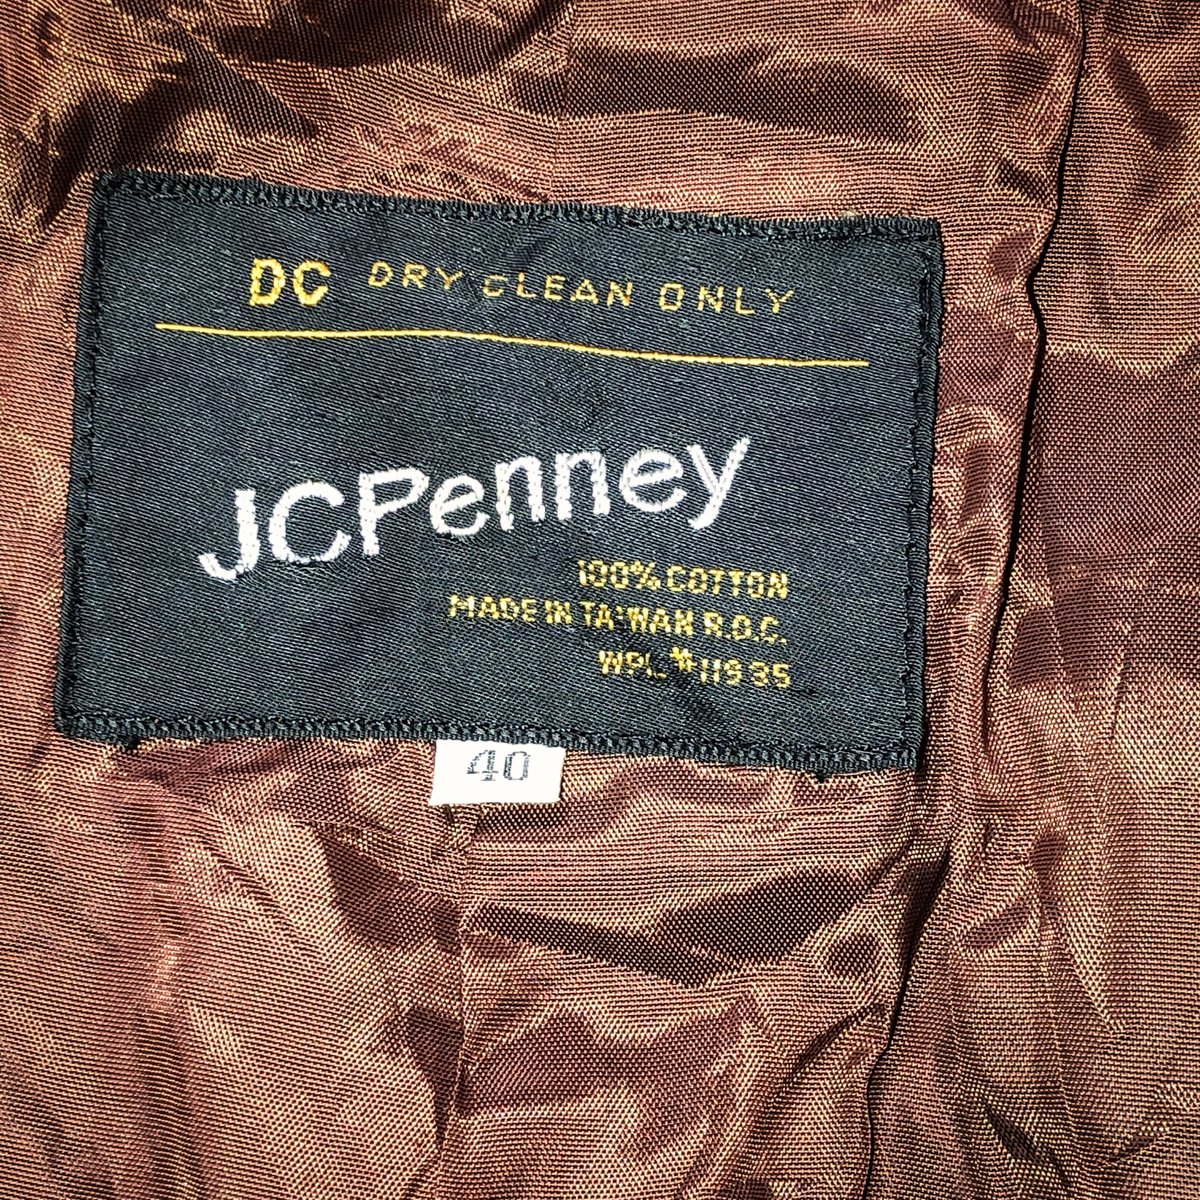 DC DRY CLEAN ONLY
JCPenney
100% COTTON
MADE IN TAIWAN R.O.C.
WPL #11935
40